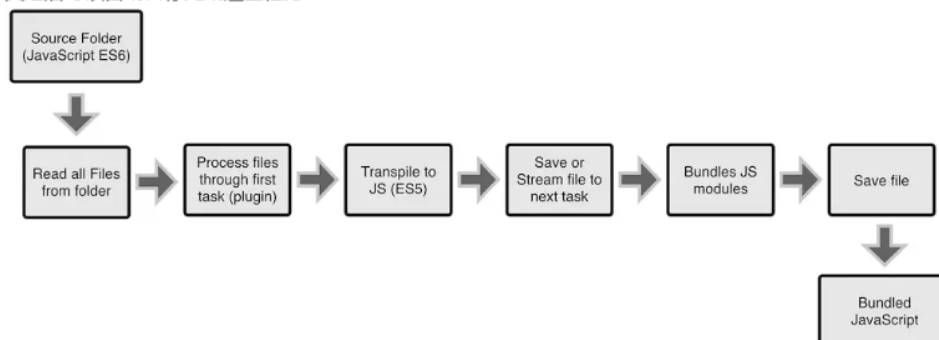 Source Folder
(JavaScript ES6)
Read all Files
from folder
Process files
through first
task (plugin)
Transpile to
JS (ES5)
Save or
Stream file to
next task
Bundles JS
modules
Save file
Bundled
JavaScript